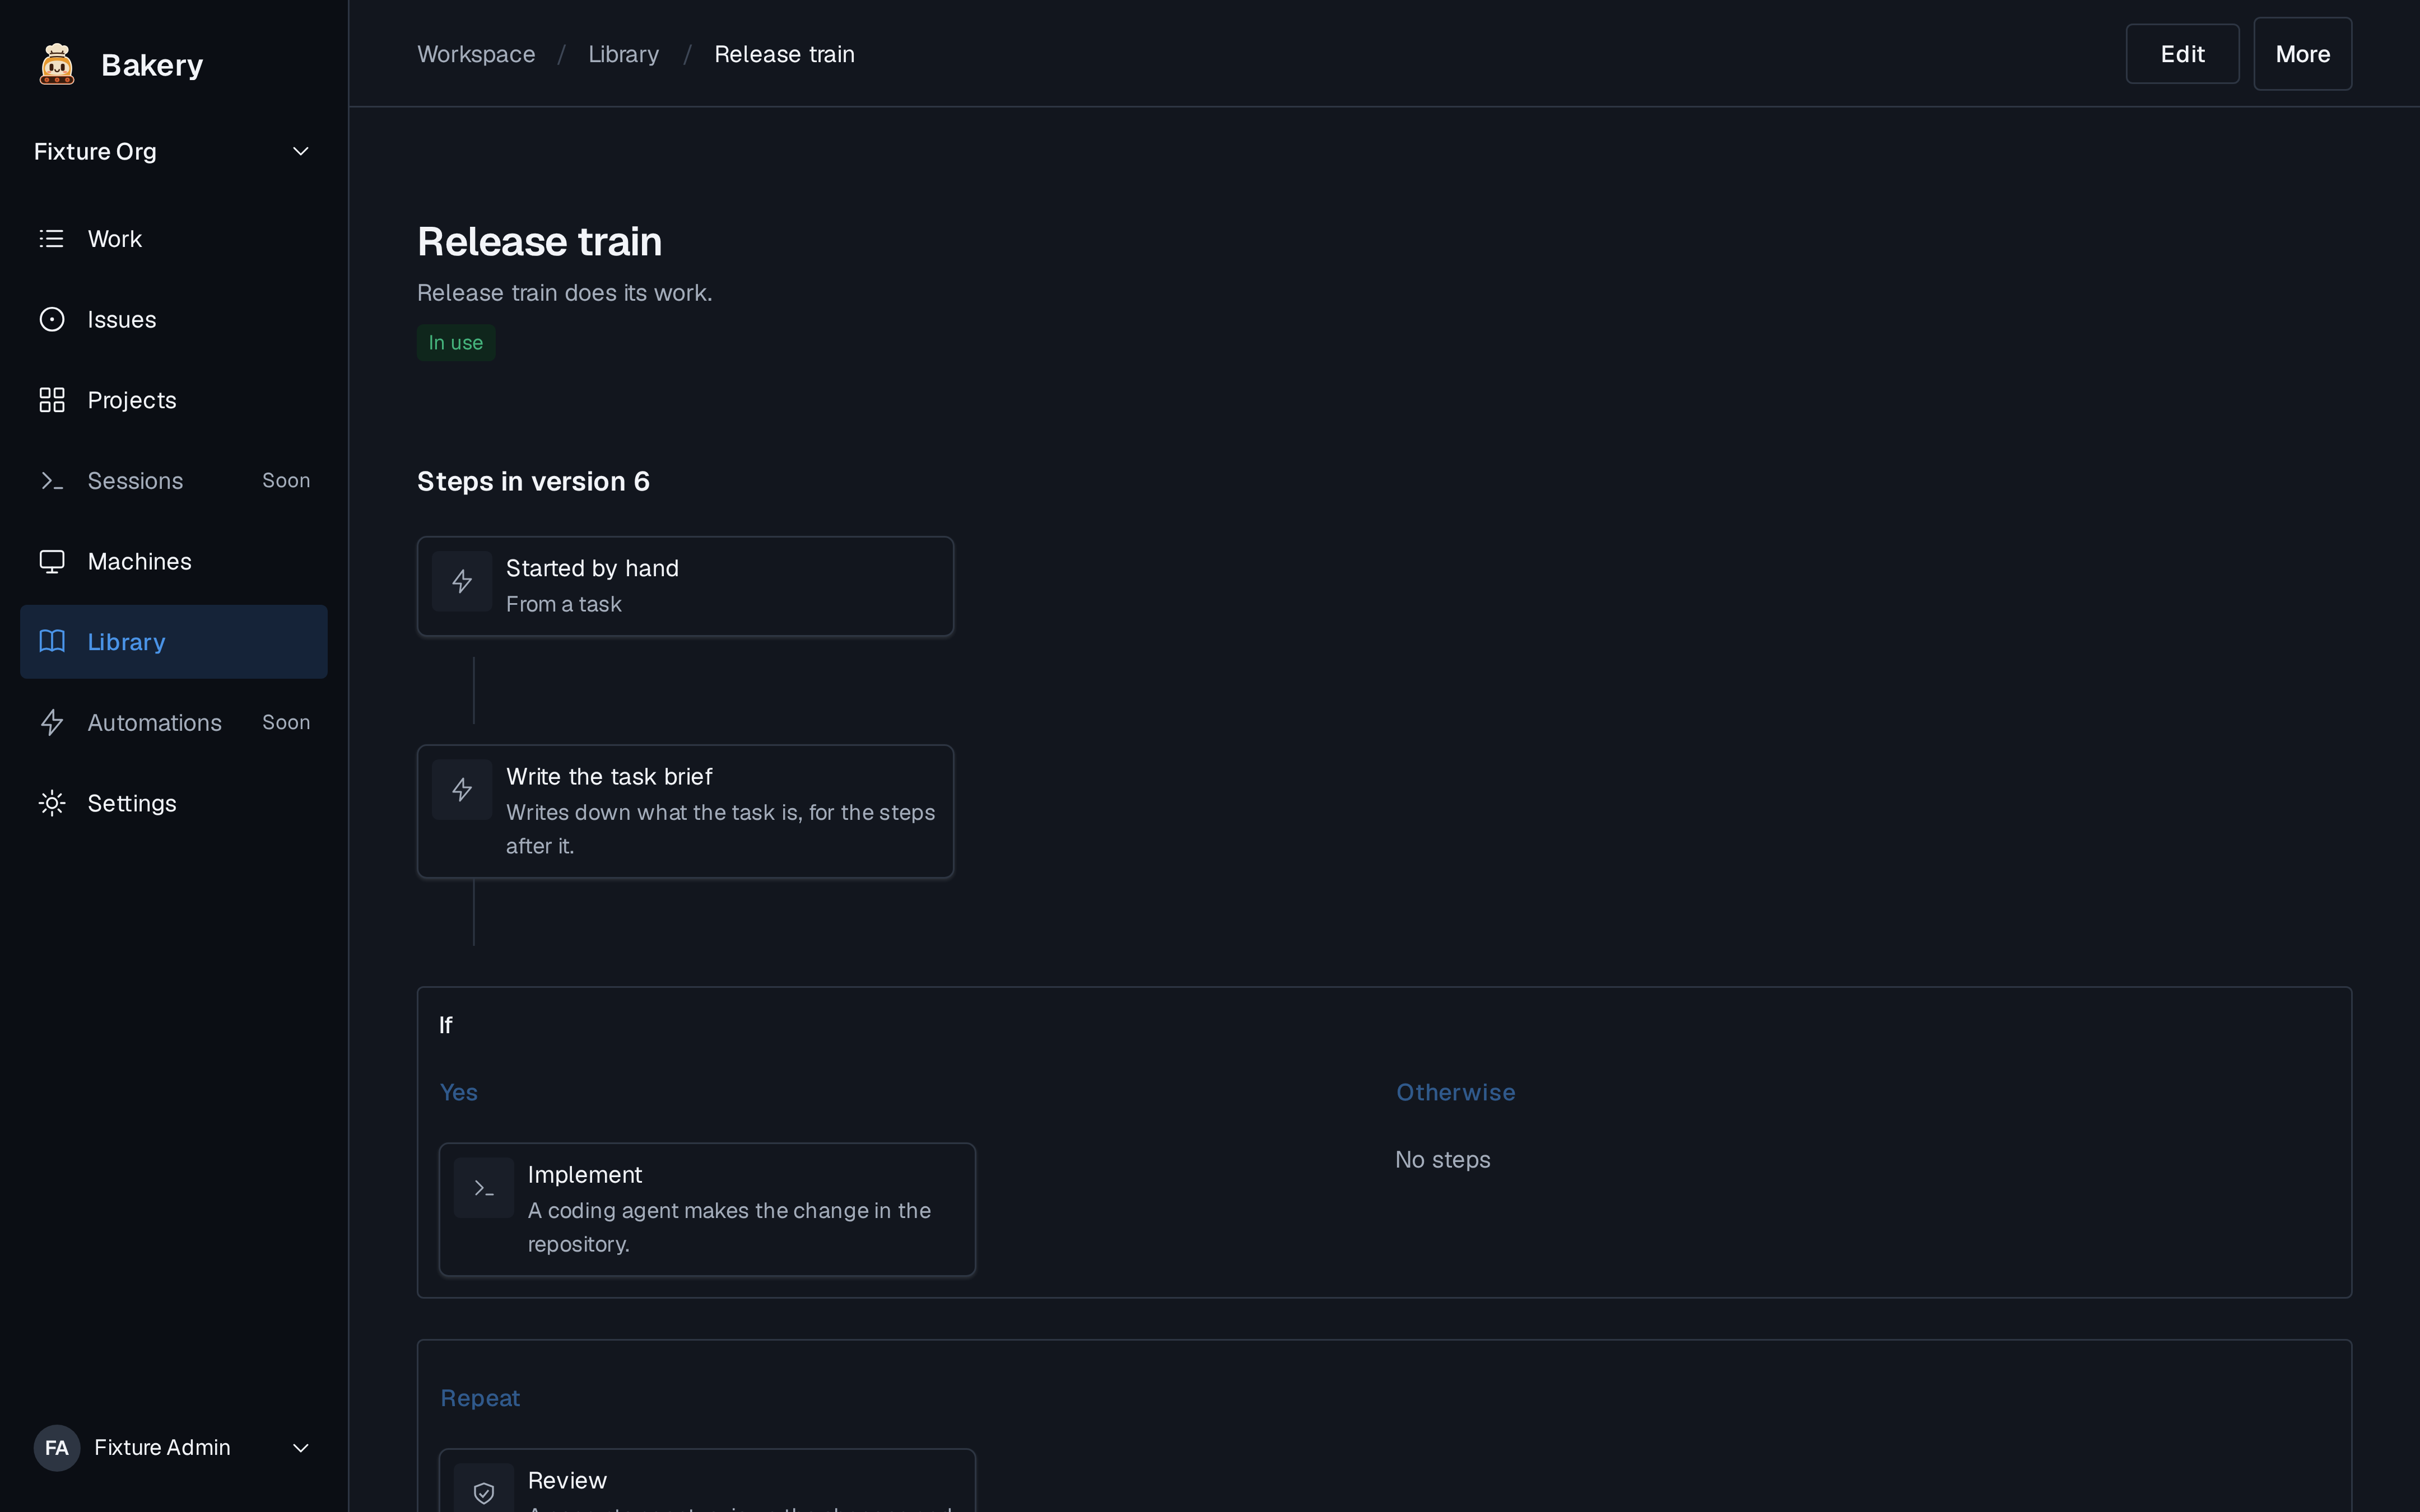 Bakery
Fixture Org
Work
Issues
Projects
Sessions Soon
Machines
Library
Automations Soon
Settings
FA Fixture Admin
Workspace / Library / Release train
Edit More
Release train
Release train does its work.
In use
Steps in version 6
Started by hand
From a task
Write the task brief
Writes down what the task is, for the steps
after it.
If
Yes
Otherwise
Implement
A coding agent makes the change in the
repository.
No steps
Repeat
Review